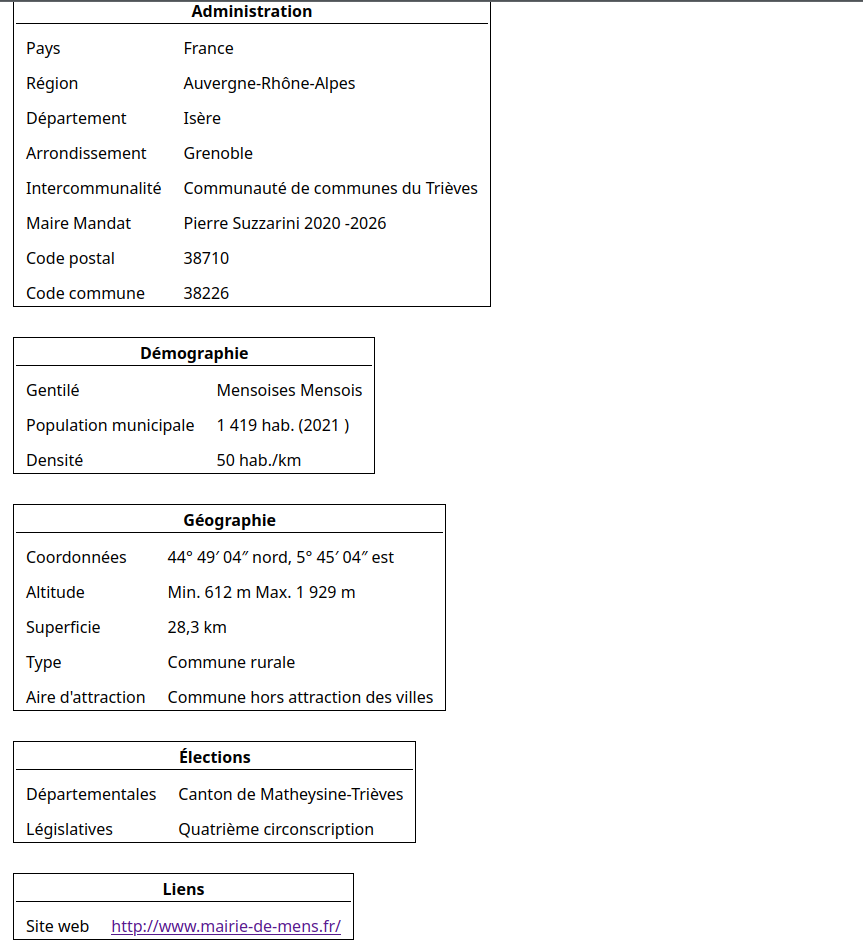 Administration
Pays France
Région Auvergne-Rhône-Alpes
Département Isère
Arrondissement Grenoble
Intercommunalité Communauté de communes du Trièves
Maire Mandat Pierre Suzzarini 2020 -2026
Code postal 38710
Code commune 38226
Démographie
Gentilé Mensoises Mensois
Population municipale 1 419 hab. (2021 )
Densité 50 hab./km
Géographie
Coordonnées 44° 49′ 04″ nord, 5° 45′ 04″ est
Altitude Min. 612 m Max. 1 929 m
Superficie 28,3 km
Type Commune rurale
Aire d'attraction Commune hors attraction des villes
Élections
Départementales Canton de Matheysine-Trièves
Législatives Quatrième circonscription
Liens
Site web http://www.mairie-de-mens.fr/